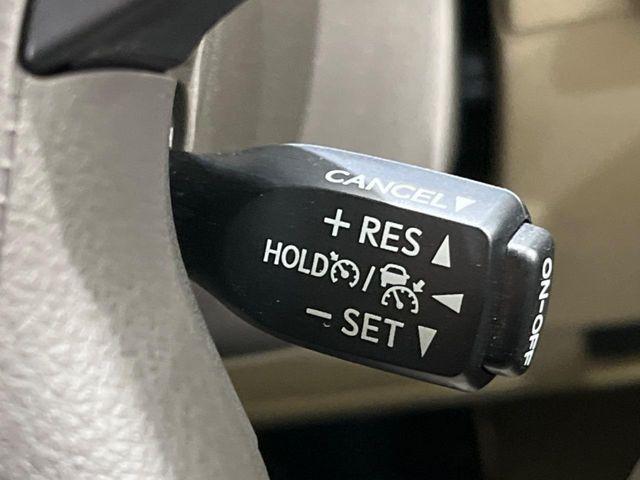 CANCEL▼
+ RES ▲
HOLD / ◀
− SET ▼
ON-OFF